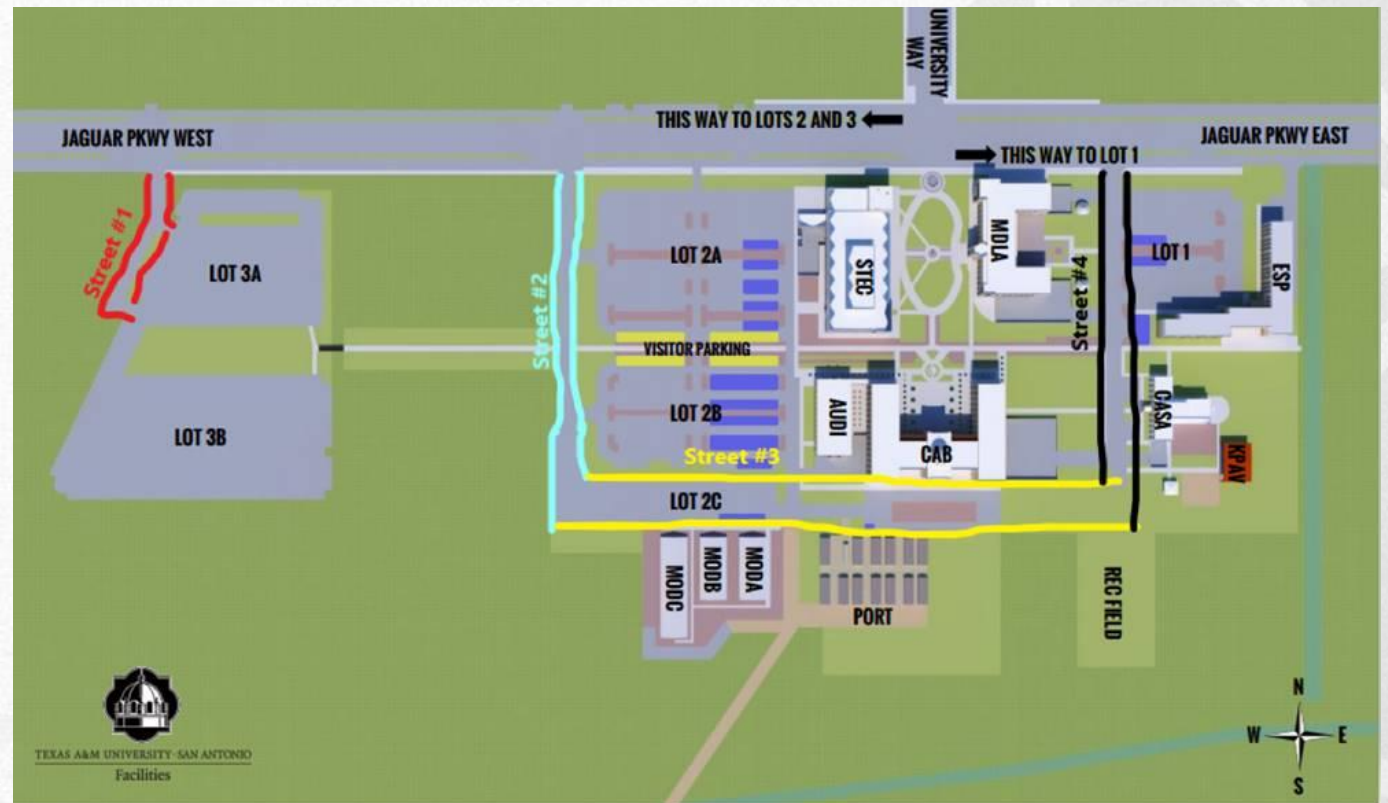 UNIVERSITY
WAY
THIS WAY TO LOTS 2 AND 3
JAGUAR PKWY WEST
JAGUAR PKWY EAST
THIS WAY TO LOT 1
Street #1
LOT 3A
Street #2
LOT 2A
STEC
MDLA
Street #4
LOT 1
ESP
VISITOR PARKING
LOT 3B
LOT 2B
AUDI
CAB
CASA
KPAV
Street #3
LOT 2C
MODC
MODB
MODA
PORT
REC FIELD
TEXAS A&M UNIVERSITY-SAN ANTONIO
Facilities
N
W
E
S